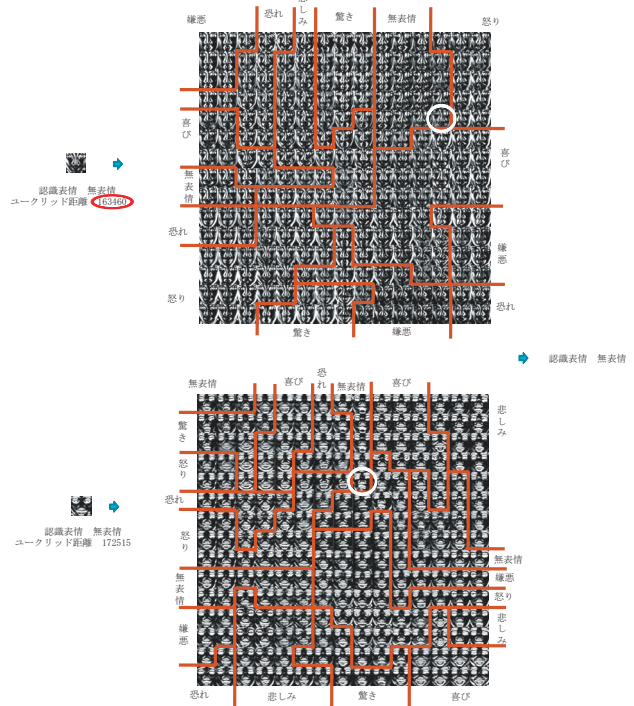 嫌悪
恐れ
悲しみ
驚き
無表情
怒り
喜び
無表情
恐れ
怒り
喜び
嫌悪
恐れ
驚き
嫌悪
認識表情　無表情
ユークリッド距離　163460
認識表情　無表情
無表情
喜び
恐れ
無表情
喜び
悲しみ
驚き
怒り
恐れ
怒り
無表情
嫌悪
無表情
嫌悪
怒り
悲しみ
恐れ
悲しみ
驚き
喜び
認識表情　無表情
ユークリッド距離　172515